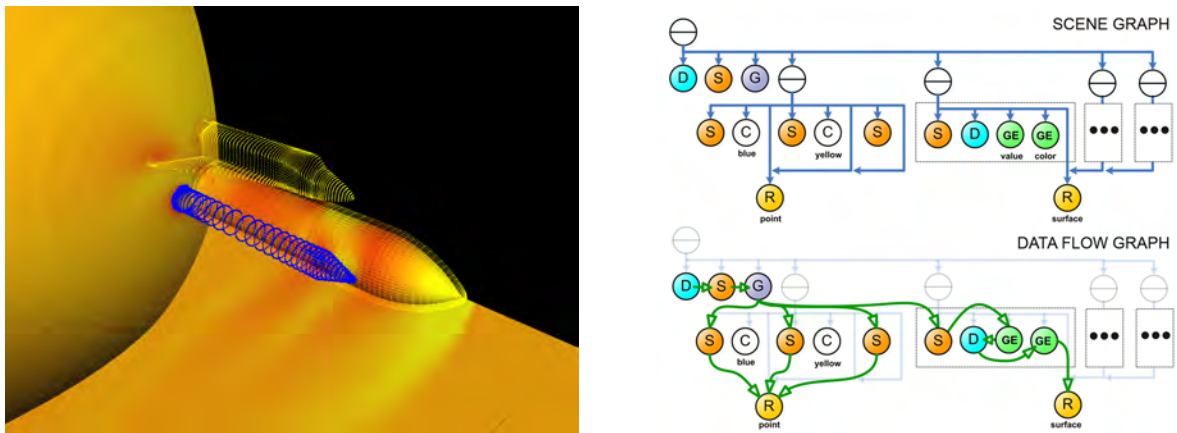 SCENE GRAPH
D S G
S C S C S S D GE GE
blue yellow value color
R R
point surface
DATA FLOW GRAPH
D S G
S C S C S S D GE GE
blue yellow
R R
point surface